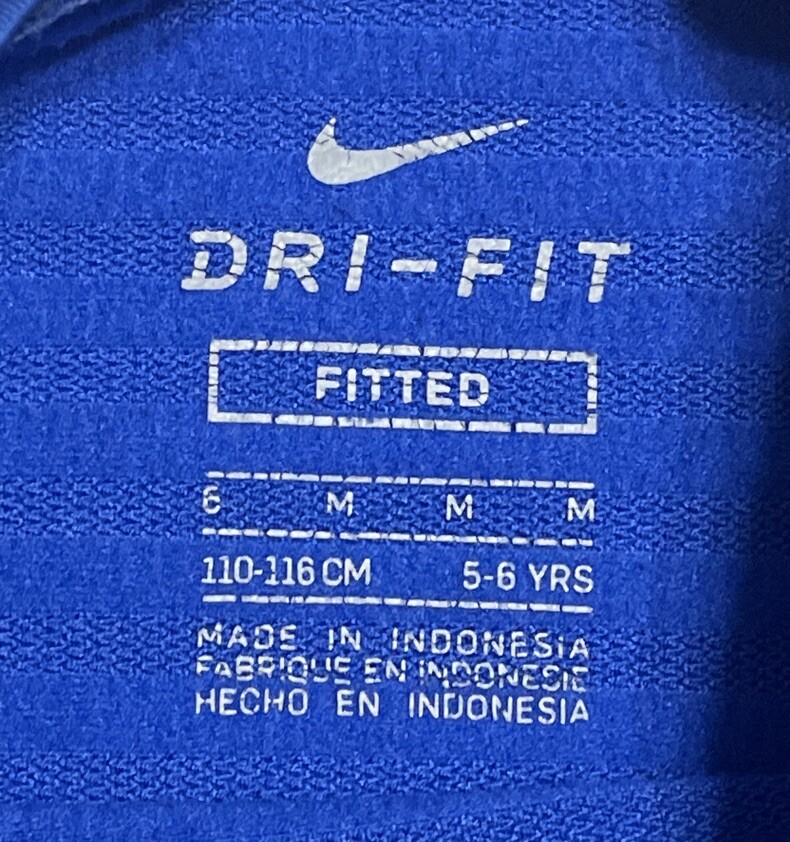 DRI-FIT
FITTED
6 M M M
110-116 CM 5-6 YRS
MADE IN INDONESIA
FABRIQUE EN INDONESIE
HECHO EN INDONESIA